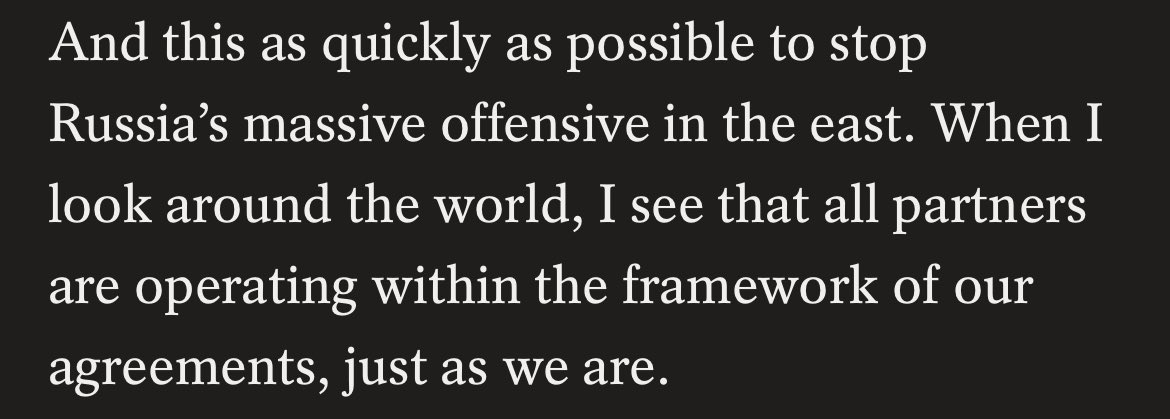 And this as quickly as possible to stop
Russia’s massive offensive in the east. When I
look around the world, I see that all partners
are operating within the framework of our
agreements, just as we are.